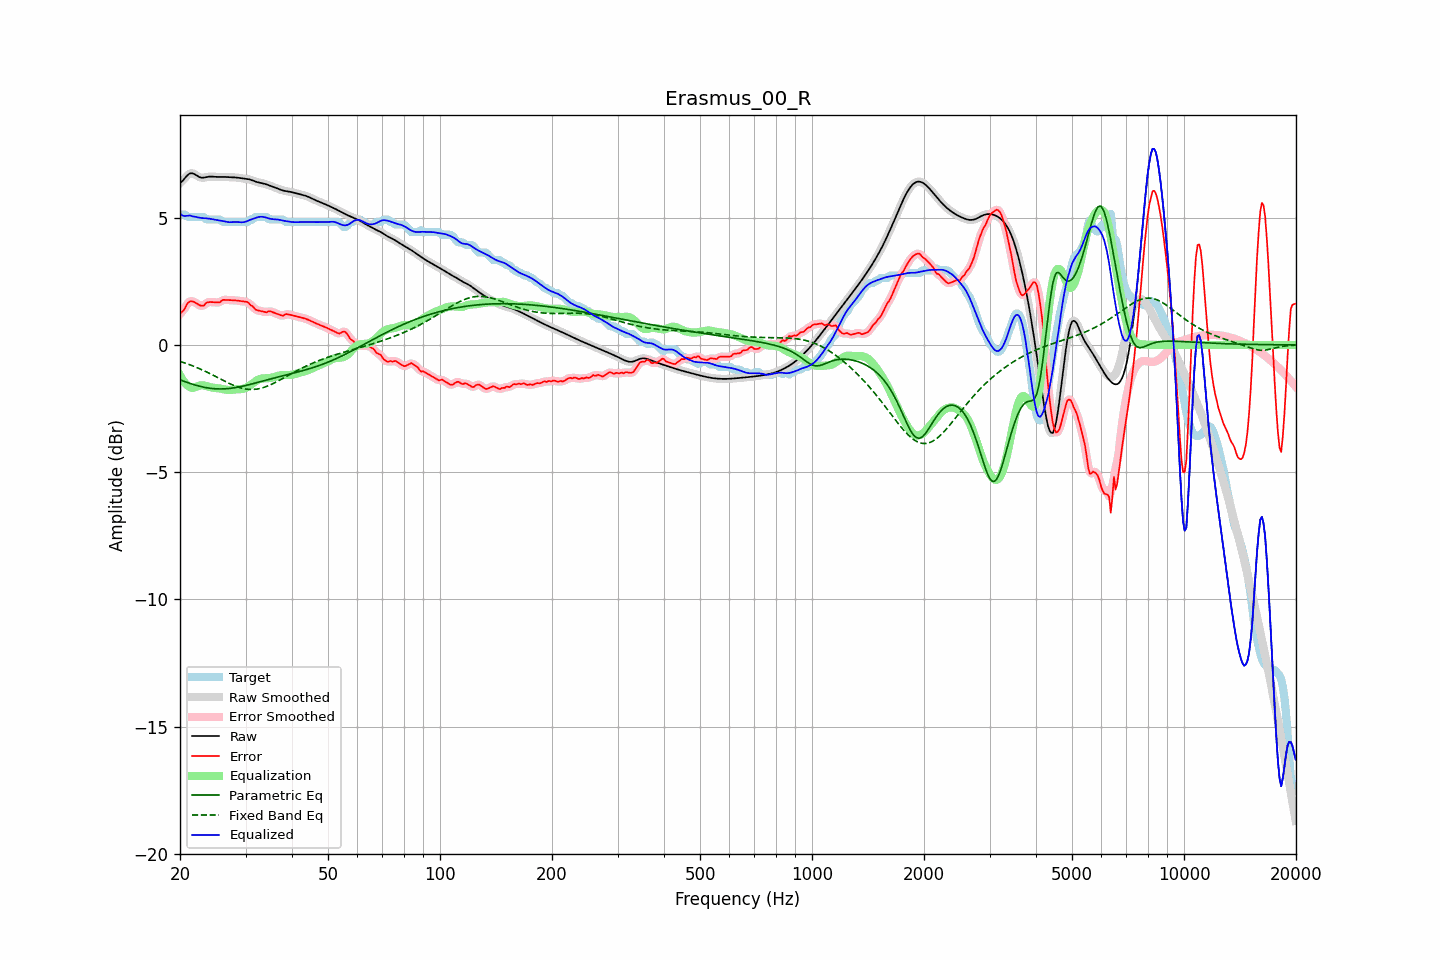 Erasmus_00_R
5
0
−5
−10
−15
−20
Amplitude (dBr)
Target
Raw Smoothed
Error Smoothed
Raw
Error
Equalization
Parametric Eq
Fixed Band Eq
Equalized
20 50 100 200 500 1000 2000 5000 10000 20000
Frequency (Hz)